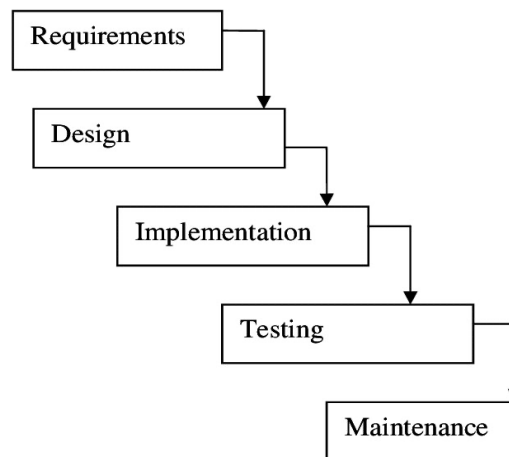 Requirements
Design
Implementation
Testing
Maintenance